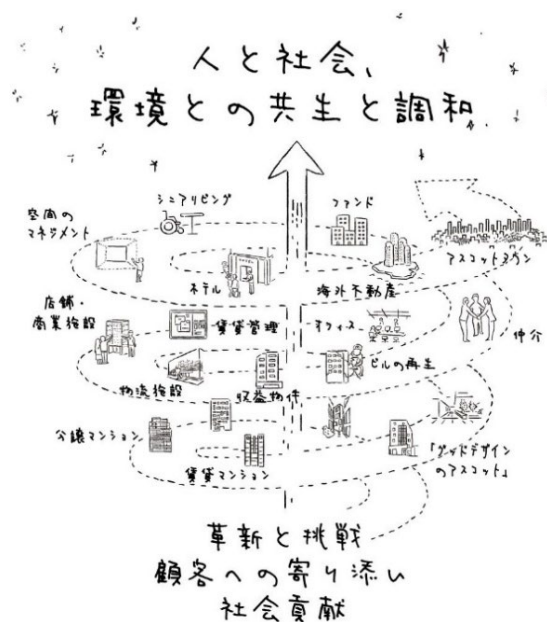 人と社会、
環境との共生と調和
シニアリビング
ファンド
空間の
マネジメント
アスコットタウン
ホテル
海外不動産
店舗・
商業施設
賃貸管理
オフィス
仲介
物流施設
収益物件
ビルの再生
分譲マンション
賃貸マンション
「グッドデザイン
のアスコット」
革新と挑戦
顧客への寄り添い
社会貢献